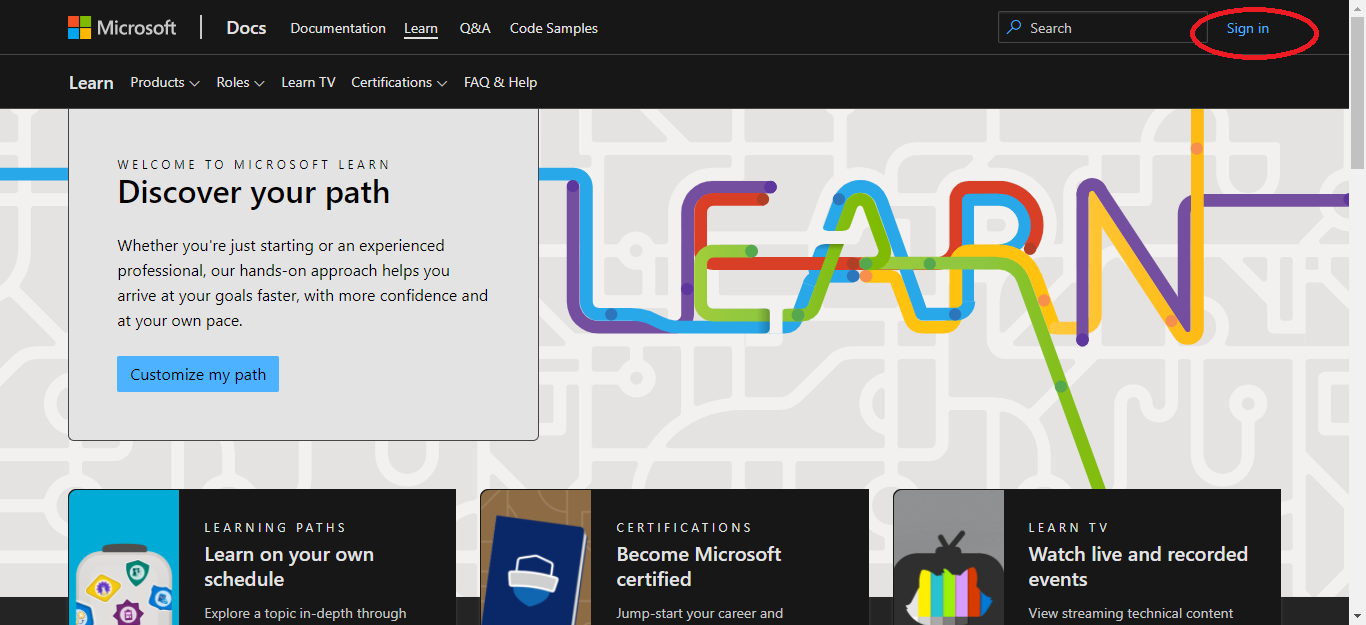 Microsoft Docs Documentation Learn Q&A Code Samples Search Sign in
Learn Products Roles Learn TV Certifications FAQ & Help
WELCOME TO MICROSOFT LEARN
Discover your path
Whether you're just starting or an experienced
professional, our hands-on approach helps you
arrive at your goals faster, with more confidence and
at your own pace.
Customize my path
LEARN
LEARNING PATHS
Learn on your own
schedule
Explore a topic in-depth through
CERTIFICATIONS
Become Microsoft
certified
Jump-start your career and
LEARN TV
Watch live and recorded
events
View streaming technical content